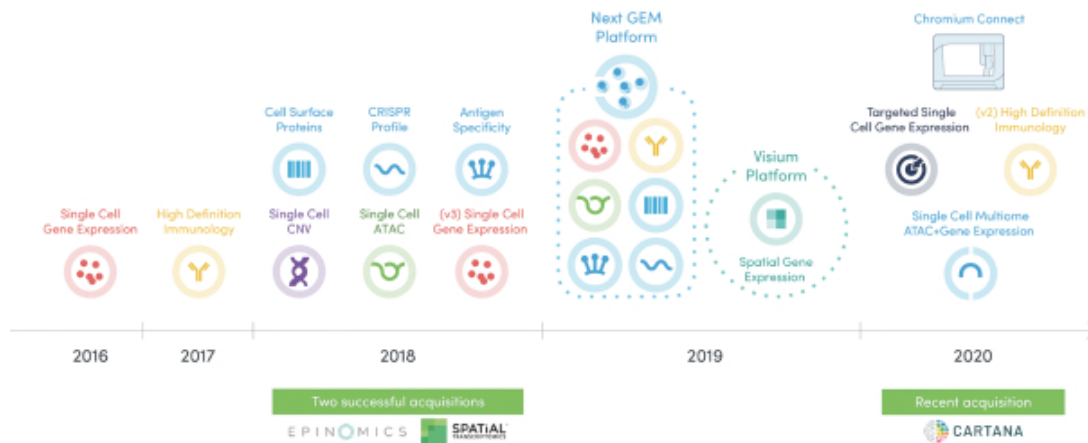 Next GEM
Platform
Chromium Connect
Cell Surface
Proteins
CRISPR
Profile
Antigen
Specificity
Targeted Single
Cell Gene Expression
(v2) High Definition
Immunology
Visium
Platform
Single Cell
Gene Expression
High Definition
Immunology
Single Cell
CNV
Single Cell
ATAC
(v3) Single Cell
Gene Expression
Spatial Gene
Expression
Single Cell Multiome
ATAC+Gene Expression
2016
2017
2018
2019
2020
Two successful acquisitions
Recent acquisition
EPINOMICS
SPATIAL
TRANSCRIPTOMICS
CARTANA